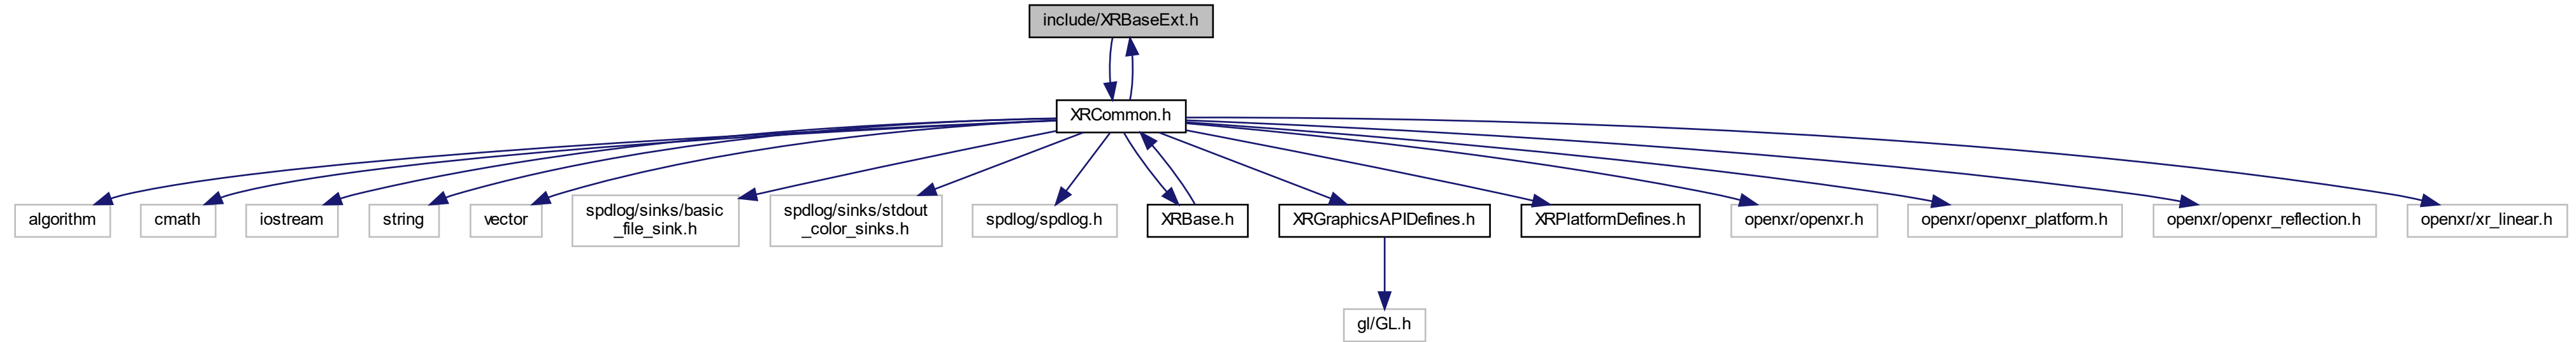 include/XRBaseExt.h
XRCommon.h
algorithm
cmath
iostream
string
vector
spdlog/sinks/basic
_file_sink.h
spdlog/sinks/stdout
_color_sinks.h
spdlog/spdlog.h
XRBase.h
XRGraphicsAPIDefines.h
XRPlatformDefines.h
openxr/openxr.h
openxr/openxr_platform.h
openxr/openxr_reflection.h
openxr/xr_linear.h
gl/GL.h